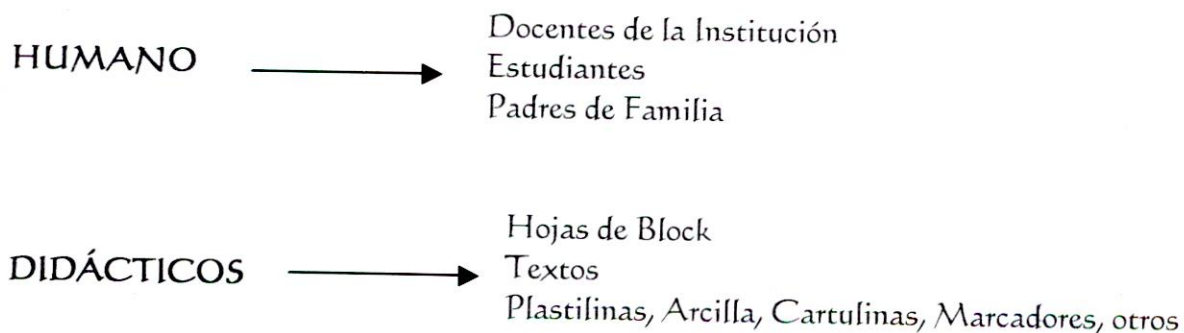 HUMANO
Docentes de la Institución
Estudiantes
Padres de Familia
DIDÁCTICOS
Hojas de Block
Textos
Plastilinas, Arcilla, Cartulinas, Marcadores, otros